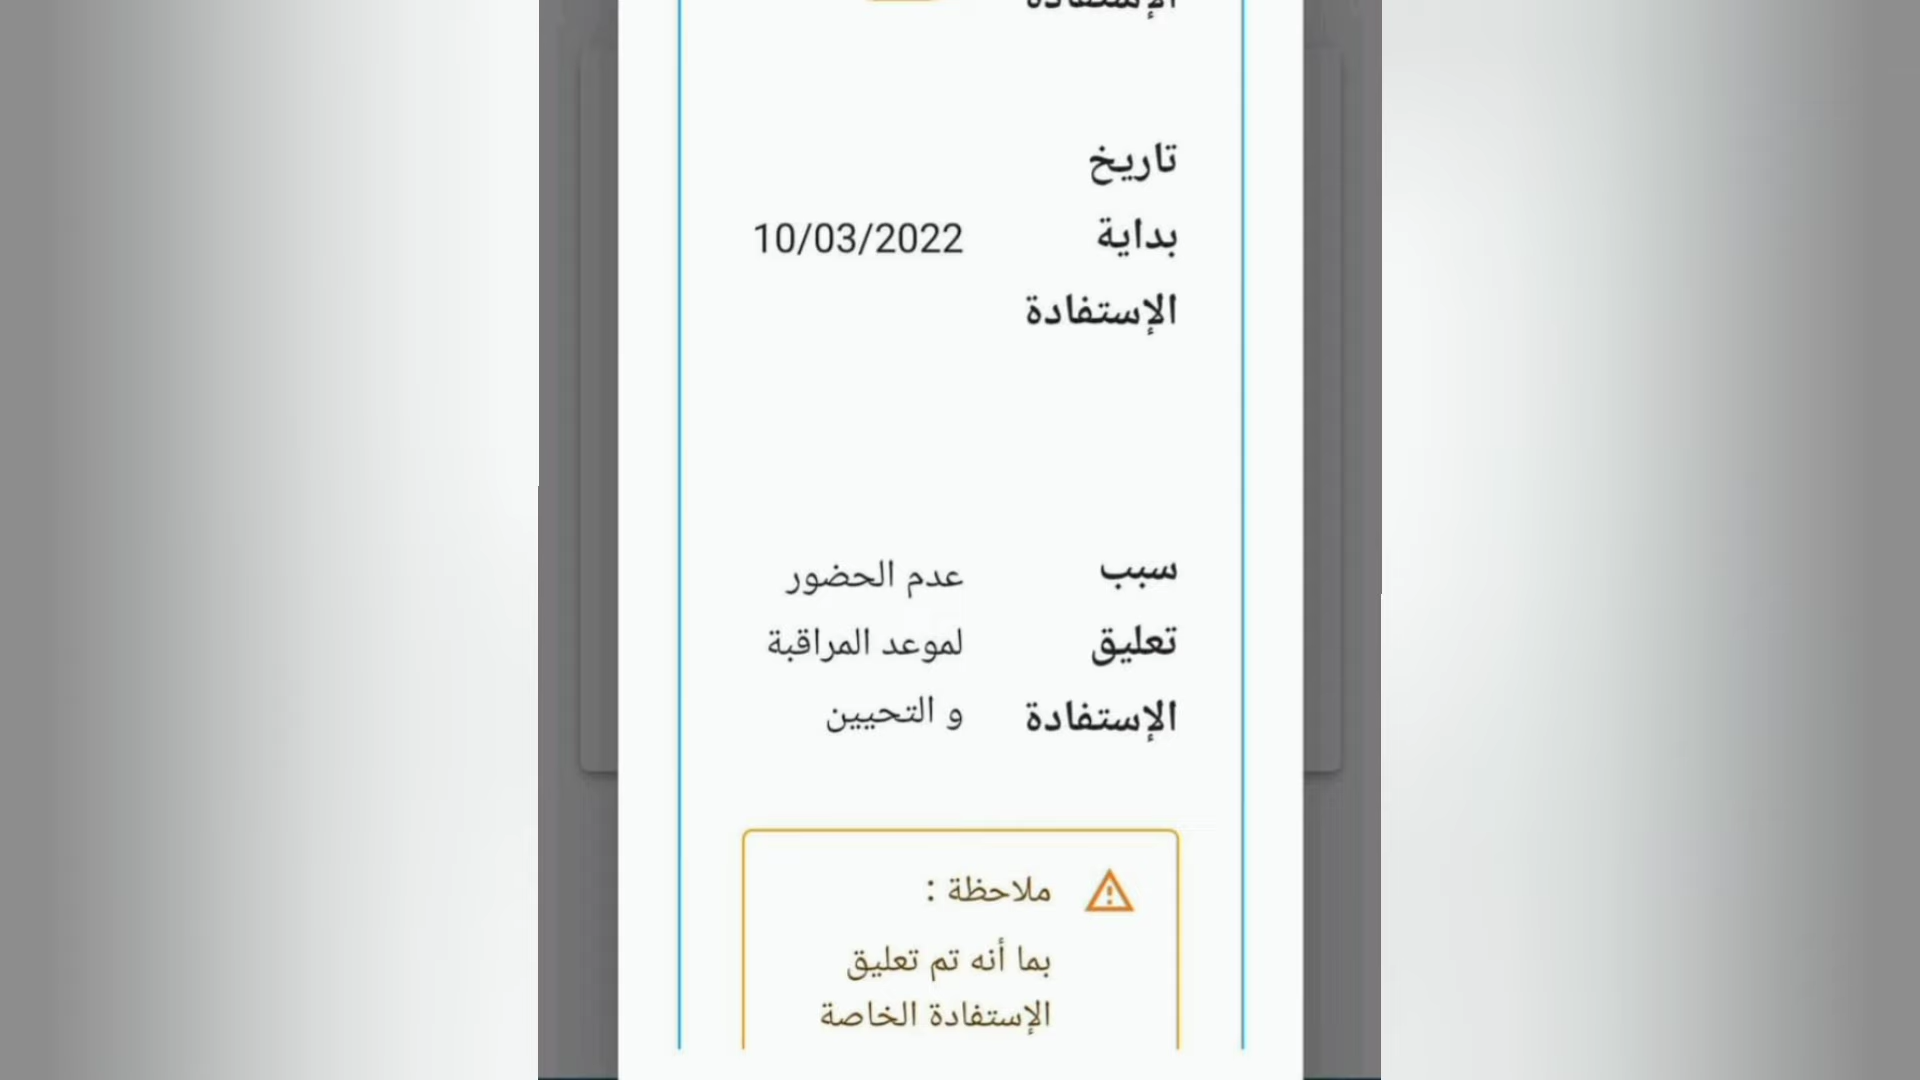 الإستفادة
تاريخ
بداية
10/03/2022
الإستفادة
سبب
تعليق
الإستفادة
عدم الحضور
لموعد المراقبة
و التحيين
ملاحظة :
بما أنه تم تعليق
الإستفادة الخاصة